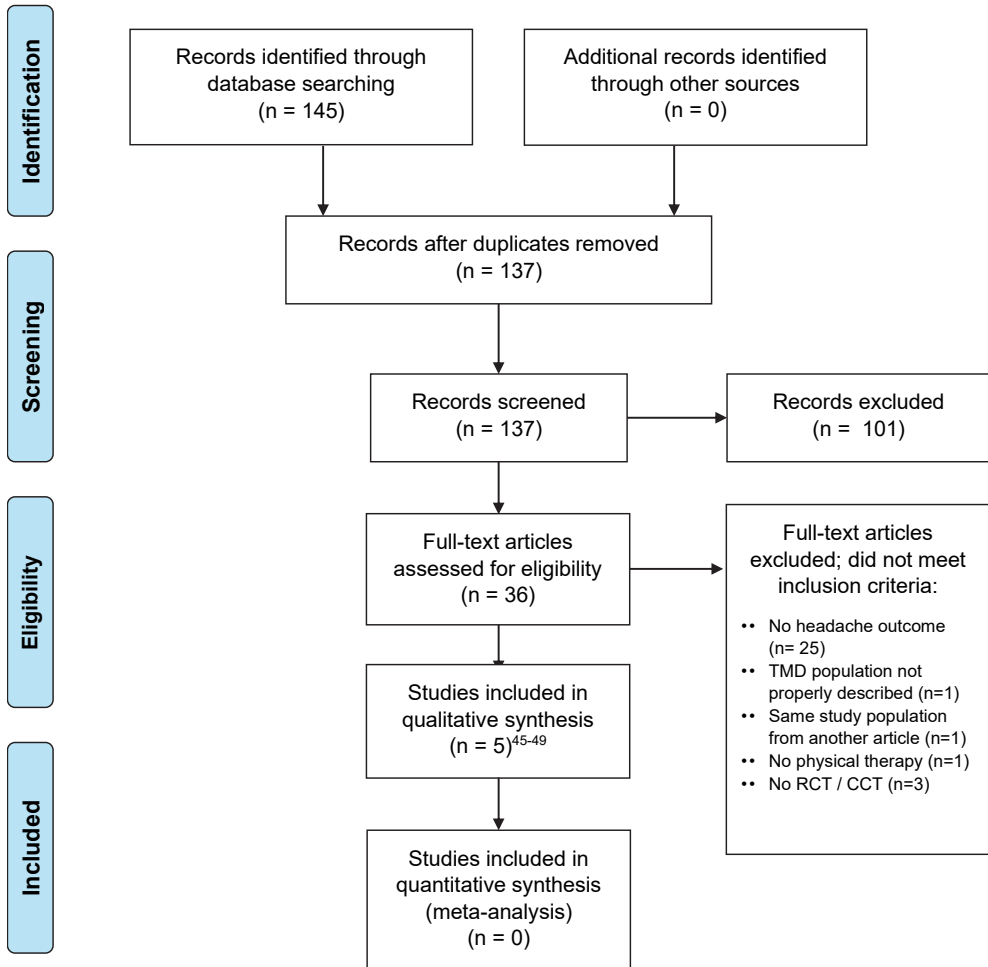 Identification
Records identified through
database searching
(n = 145)
Additional records identified
through other sources
(n = 0)
Records after duplicates removed
(n = 137)
Screening
Records screened
(n = 137)
Records excluded
(n =  101)
Eligibility
Full-text articles
assessed for eligibility
(n = 36)
Full-text articles
excluded; did not meet
inclusion criteria:
•• No headache outcome
(n= 25)
•• TMD population not
properly described (n=1)
•• Same study population
from another article (n=1)
•• No physical therapy (n=1)
•• No RCT / CCT (n=3)
Studies included in
qualitative synthesis
(n = 5)45-49
Included
Studies included in
quantitative synthesis
(meta-analysis)
(n = 0)